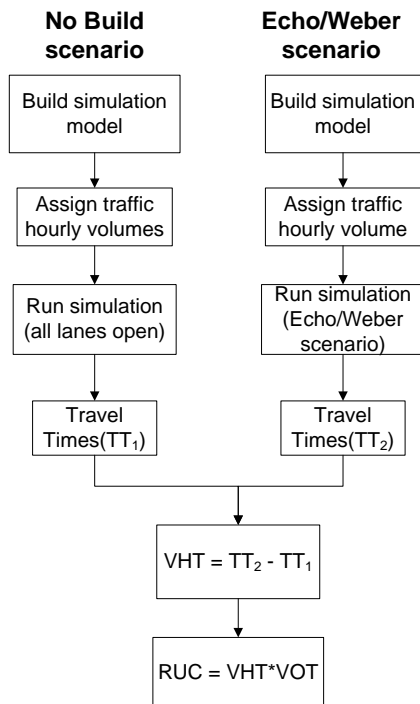 No Build
scenario
Build simulation
model
Assign traffic
hourly volumes
Run simulation
(all lanes open)
Travel
Times(TT₁)
Echo/Weber
scenario
Build simulation
model
Assign traffic
hourly volume
Run simulation
(Echo/Weber
scenario)
Travel
Times(TT₂)
VHT = TT₂ - TT₁
RUC = VHT*VOT